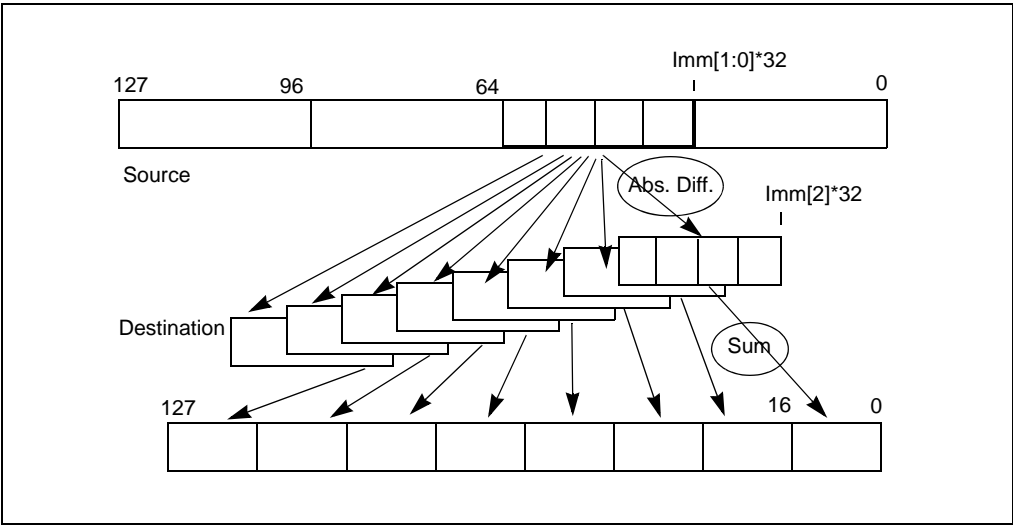 Imm[1:0]*32
127 96 64 0
Source
Abs. Diff.
Imm[2]*32
Destination
Sum
127 16 0